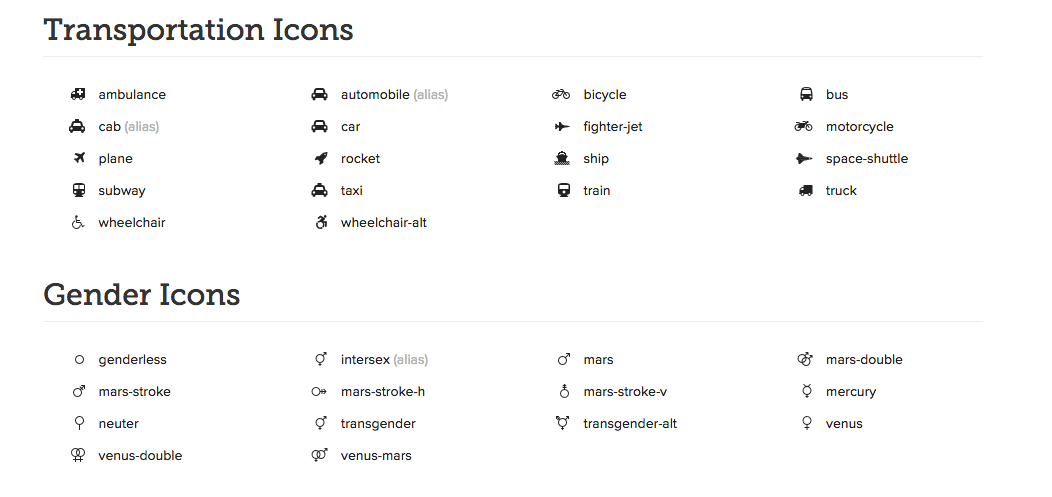 Transportation Icons
ambulance automobile (alias) bicycle bus
cab (alias) car fighter-jet motorcycle
plane rocket ship space-shuttle
subway taxi train truck
wheelchair wheelchair-alt
Gender Icons
genderless intersex (alias) mars mars-double
mars-stroke mars-stroke-h mars-stroke-v mercury
neuter transgender transgender-alt venus
venus-double venus-mars